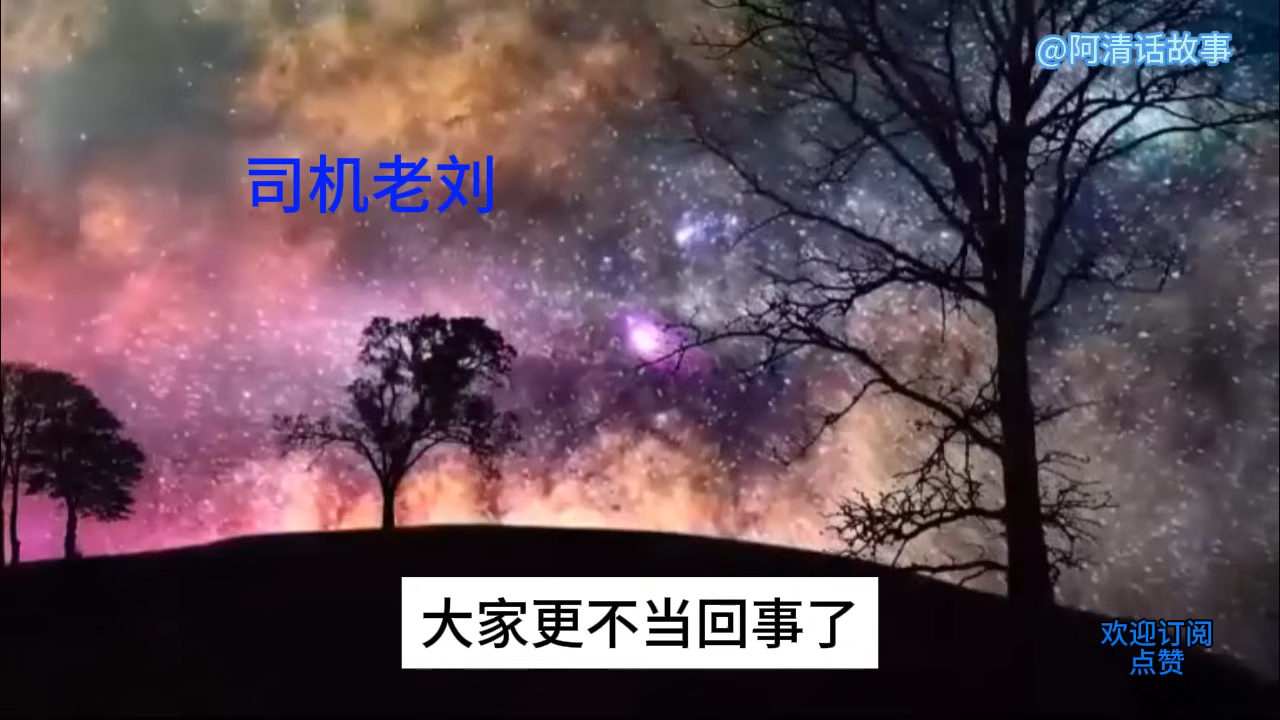 @阿清话故事
司机老刘
大家更不当回事了
欢迎订阅
点赞